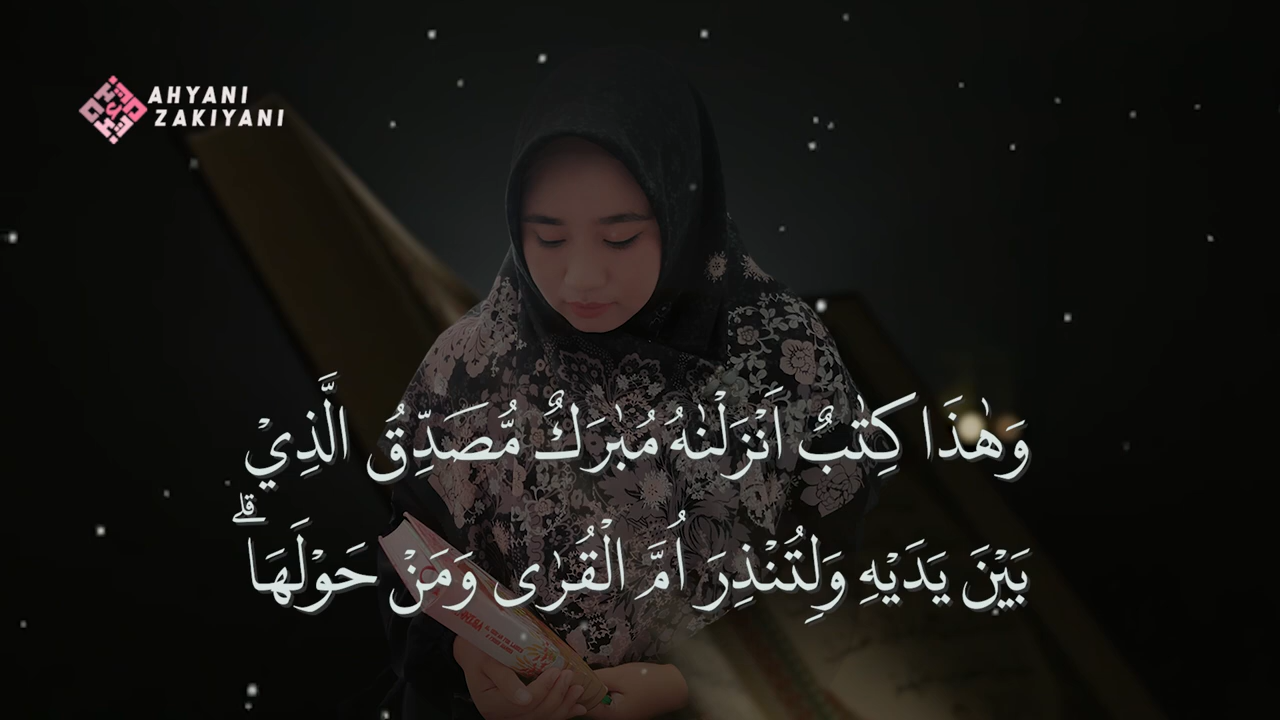 AHYANI
ZAKIYANI
وَهٰذَا كِتٰبٌ اَنْزَلْنٰهُ مُبٰرَكٌ مُّصَدِّقُ الَّذِيْ
بَيْنَ يَدَيْهِ وَلِتُنْذِرَ اُمَّ الْقُرٰى وَمَنْ حَوْلَهَاۗ